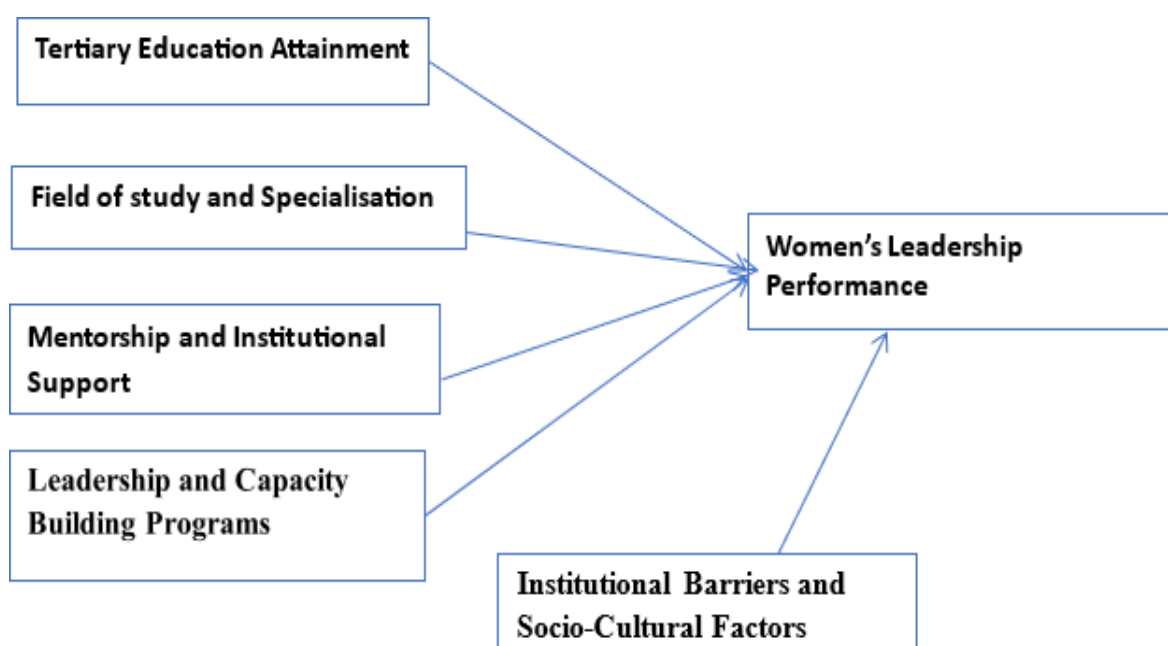 Tertiary Education Attainment
Field of study and Specialisation
Mentorship and Institutional
Support
Leadership and Capacity
Building Programs
Women’s Leadership
Performance
Institutional Barriers and
Socio-Cultural Factors